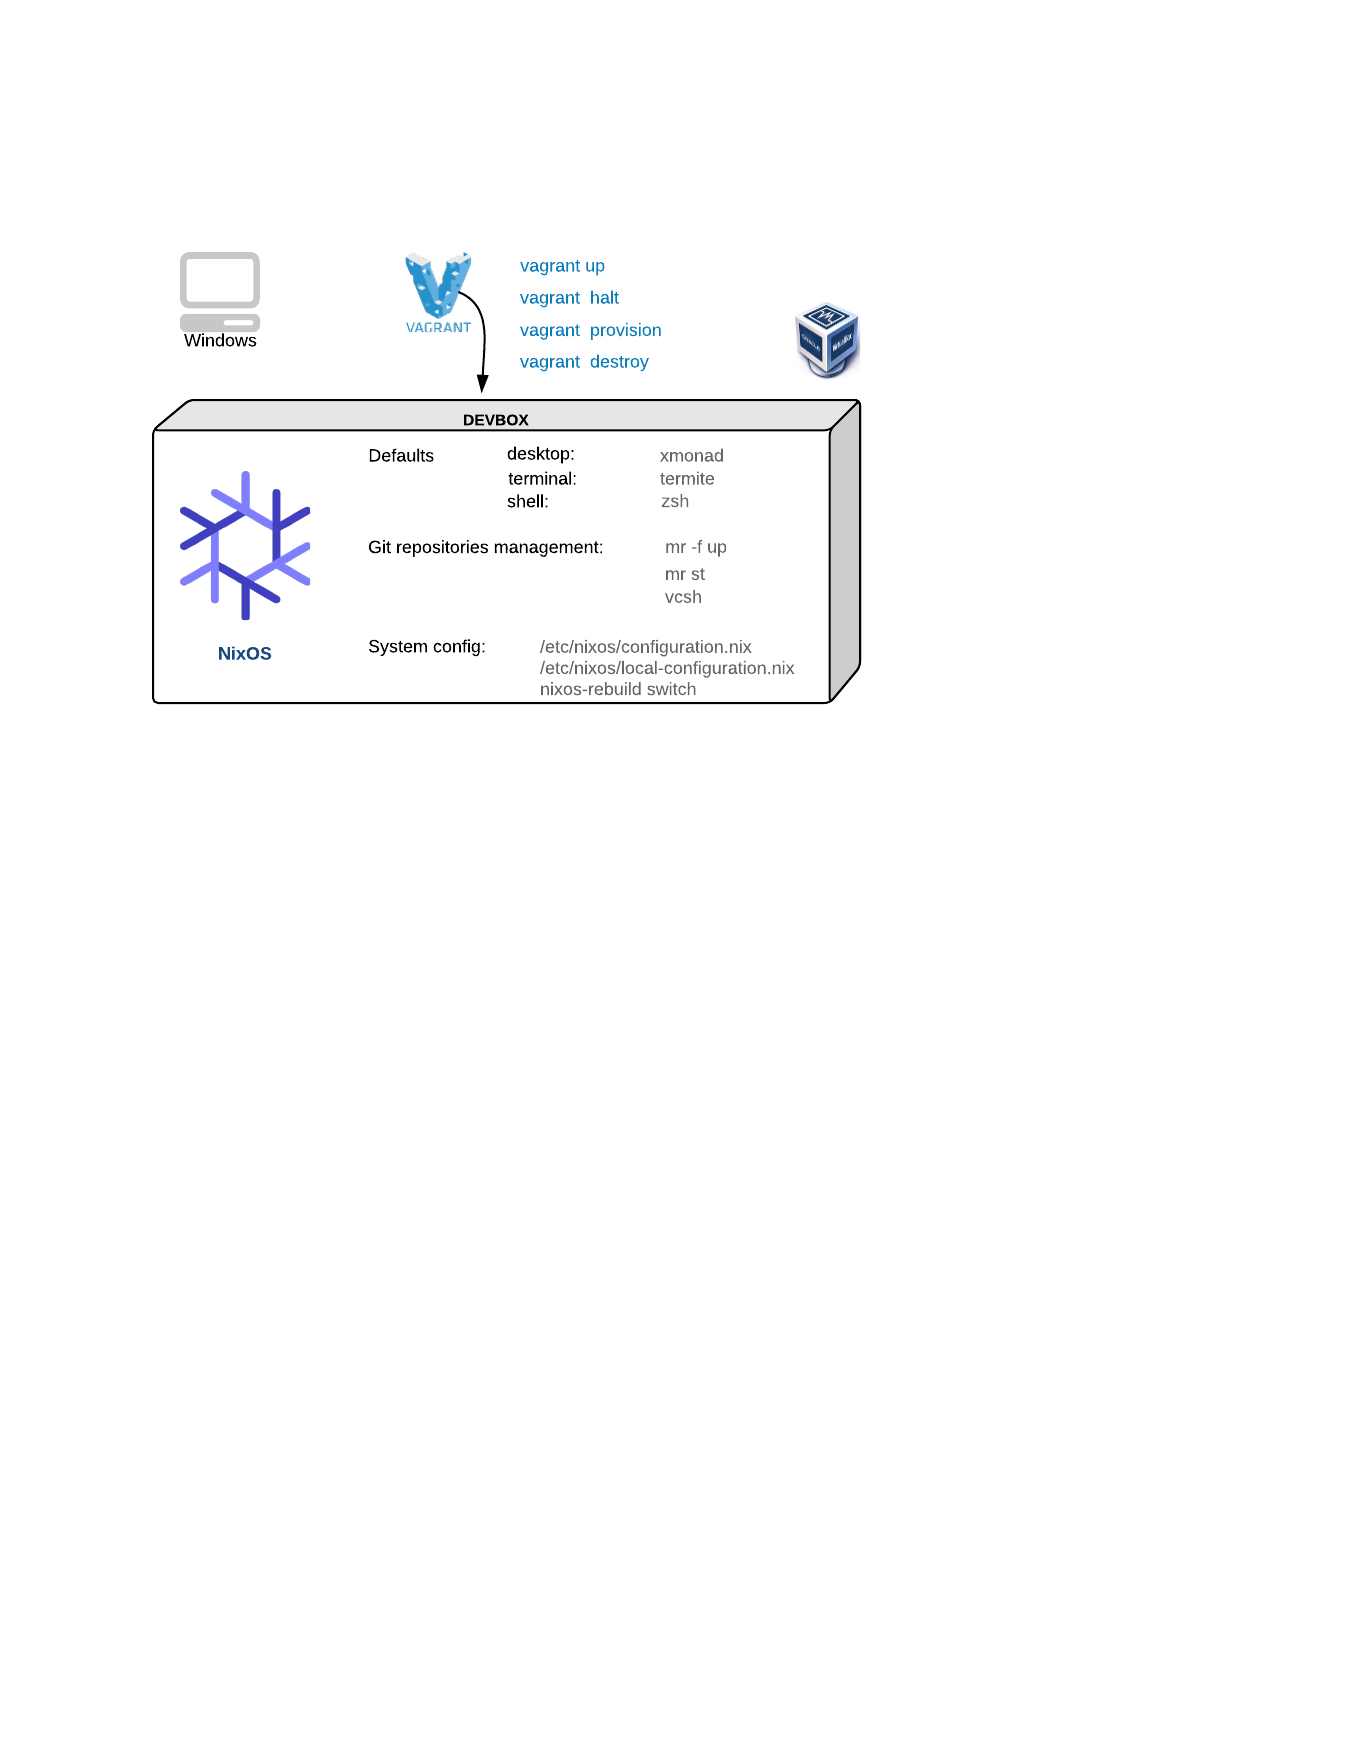 vagrant up
vagrant halt
vagrant provision
vagrant destroy
VAGRANT
Windows
ORACLE
VirtualBox
DEVBOX
Defaults desktop: xmonad
terminal: termite
shell: zsh
Git repositories management: mr -f up
mr st
vcsh
NixOS
System config: /etc/nixos/configuration.nix
/etc/nixos/local-configuration.nix
nixos-rebuild switch